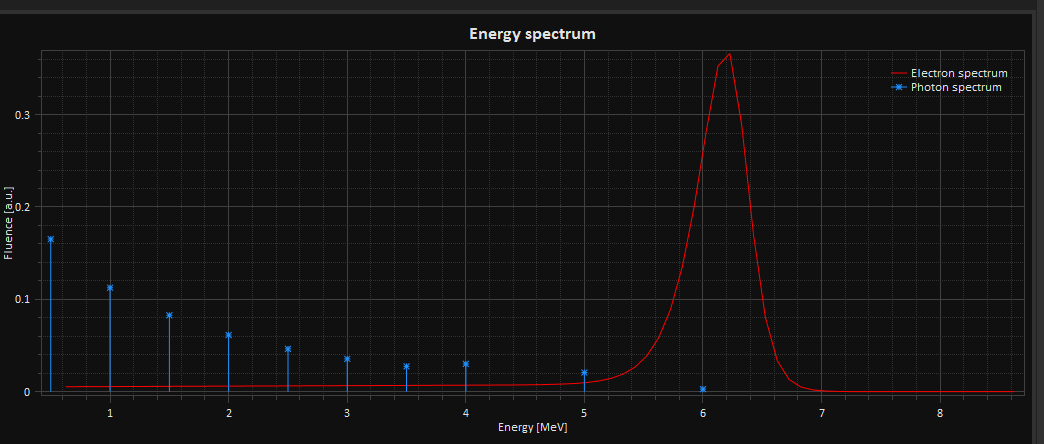 Energy spectrum
Electron spectrum
Photon spectrum
Fluence [a.u.]
0.3
0.2
0.1
0
1 2 3 4 5 6 7 8
Energy [MeV]